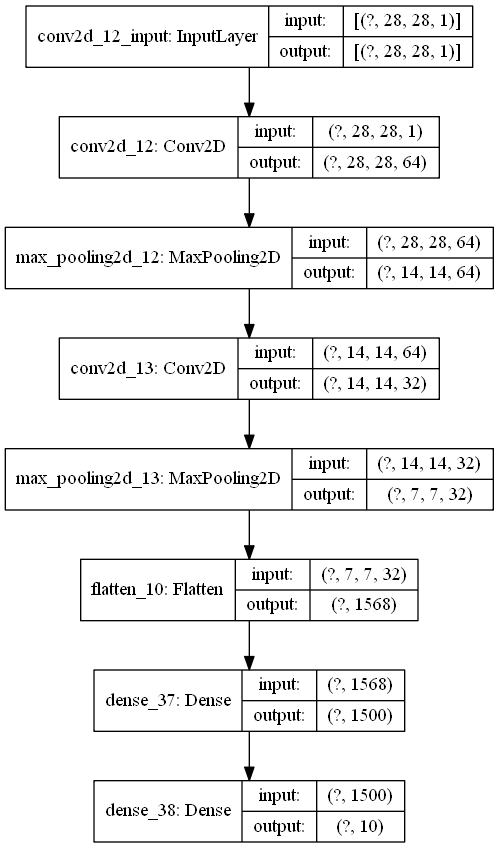 conv2d_12_input: InputLayer
input: [(?, 28, 28, 1)]
output: [(?, 28, 28, 1)]
conv2d_12: Conv2D
input: (?, 28, 28, 1)
output: (?, 28, 28, 64)
max_pooling2d_12: MaxPooling2D
input: (?, 28, 28, 64)
output: (?, 14, 14, 64)
conv2d_13: Conv2D
input: (?, 14, 14, 64)
output: (?, 14, 14, 32)
max_pooling2d_13: MaxPooling2D
input: (?, 14, 14, 32)
output: (?, 7, 7, 32)
flatten_10: Flatten
input: (?, 7, 7, 32)
output: (?, 1568)
dense_37: Dense
input: (?, 1568)
output: (?, 1500)
dense_38: Dense
input: (?, 1500)
output: (?, 10)